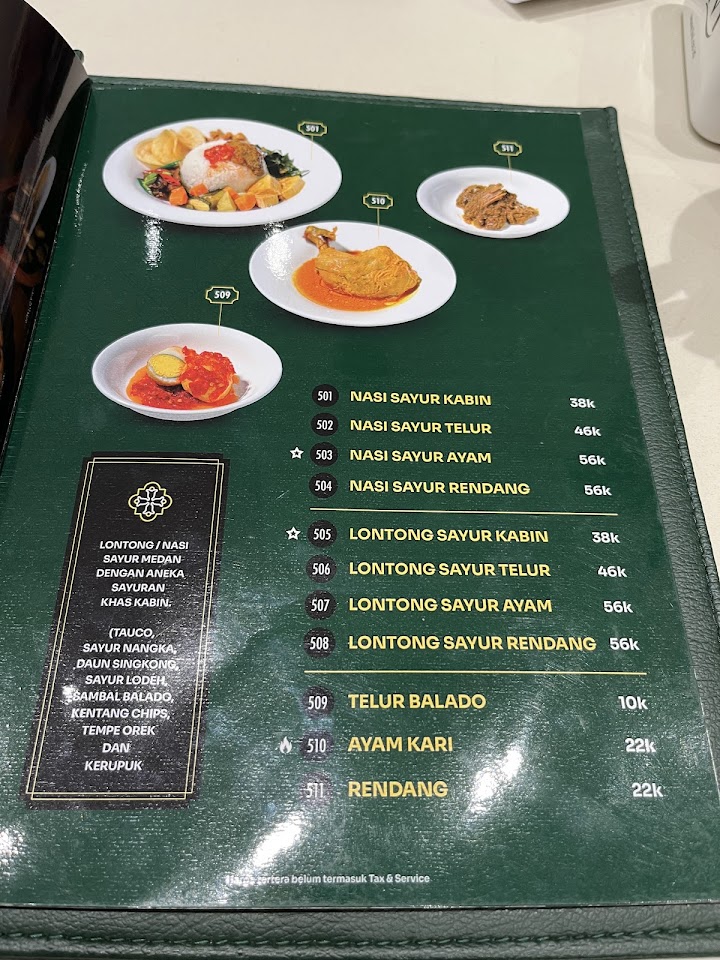 501
511
510
509
501 NASI SAYUR KABIN 38k
502 NASI SAYUR TELUR 46k
503 NASI SAYUR AYAM 56k
504 NASI SAYUR RENDANG 56k
505 LONTONG SAYUR KABIN 38k
506 LONTONG SAYUR TELUR 46k
507 LONTONG SAYUR AYAM 56k
508 LONTONG SAYUR RENDANG 56k
509 TELUR BALADO 10k
510 AYAM KARI 22k
511 RENDANG 22k
LONTONG / NASI
SAYUR MEDAN
DENGAN ANEKA
SAYURAN
KHAS KABIN.
(TAUCO,
SAYUR NANGKA,
DAUN SINGKONG,
SAYUR LODEH,
SAMBAL BALADO,
KENTANG CHIPS,
TEMPE OREK
DAN
KERUPUK
tertera belum termasuk Tax & Service